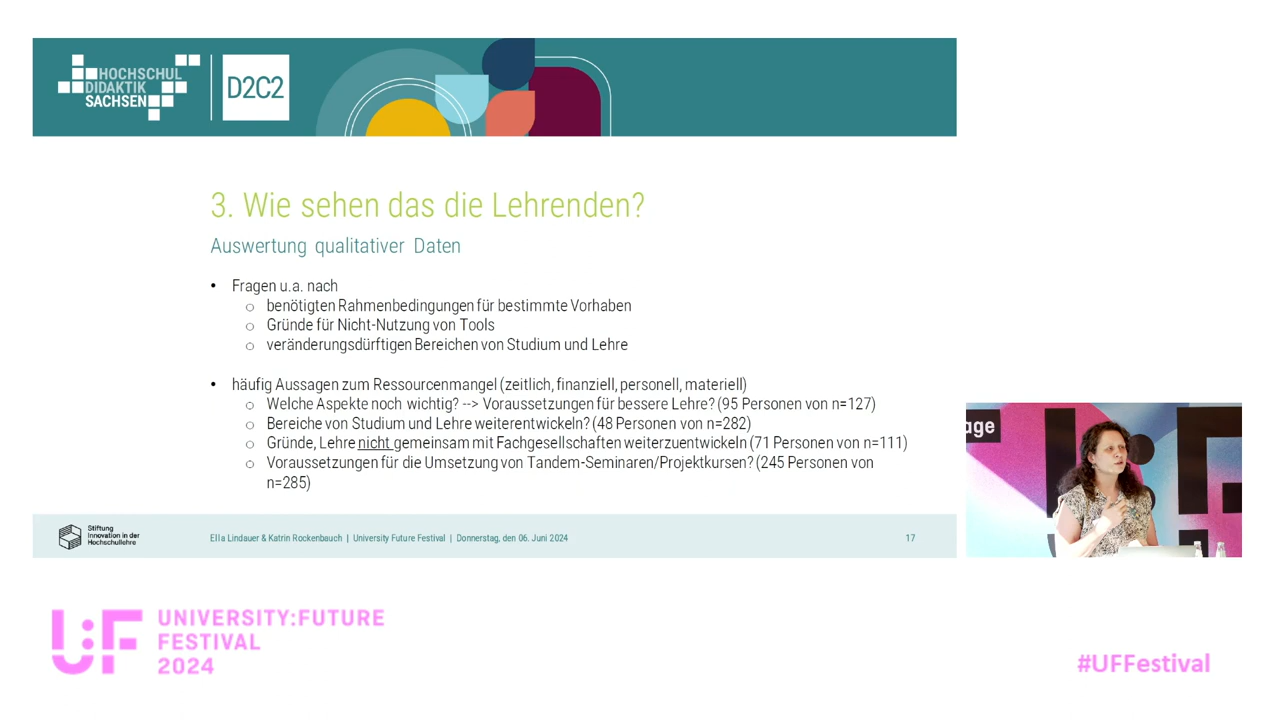 HOCHSCHUL
DIDAKTIK
SACHSEN
D2C2
3. Wie sehen das die Lehrenden?
Auswertung qualitativer Daten
• Fragen u.a. nach
o benötigten Rahmenbedingungen für bestimmte Vorhaben
o Gründe für Nicht-Nutzung von Tools
o veränderungsdürftigen Bereichen von Studium und Lehre
• häufig Aussagen zum Ressourcenmangel (zeitlich, finanziell, personell, materiell)
o Welche Aspekte noch wichtig? --> Voraussetzungen für bessere Lehre? (95 Personen von n=127)
o Bereiche von Studium und Lehre weiterentwickeln? (48 Personen von n=282)
o Gründe, Lehre nicht gemeinsam mit Fachgesellschaften weiterzuentwickeln (71 Personen von n=111)
o Voraussetzungen für die Umsetzung von Tandem-Seminaren/Projektkursen? (245 Personen von
n=285)
Stiftung
Innovation in der
Hochschullehre
Ella Lindauer & Katrin Rockenbauch | University Future Festival | Donnerstag, den 06. Juni 2024
17
age
U:F
UNIVERSITY:FUTURE
FESTIVAL
2024
#UFFestival